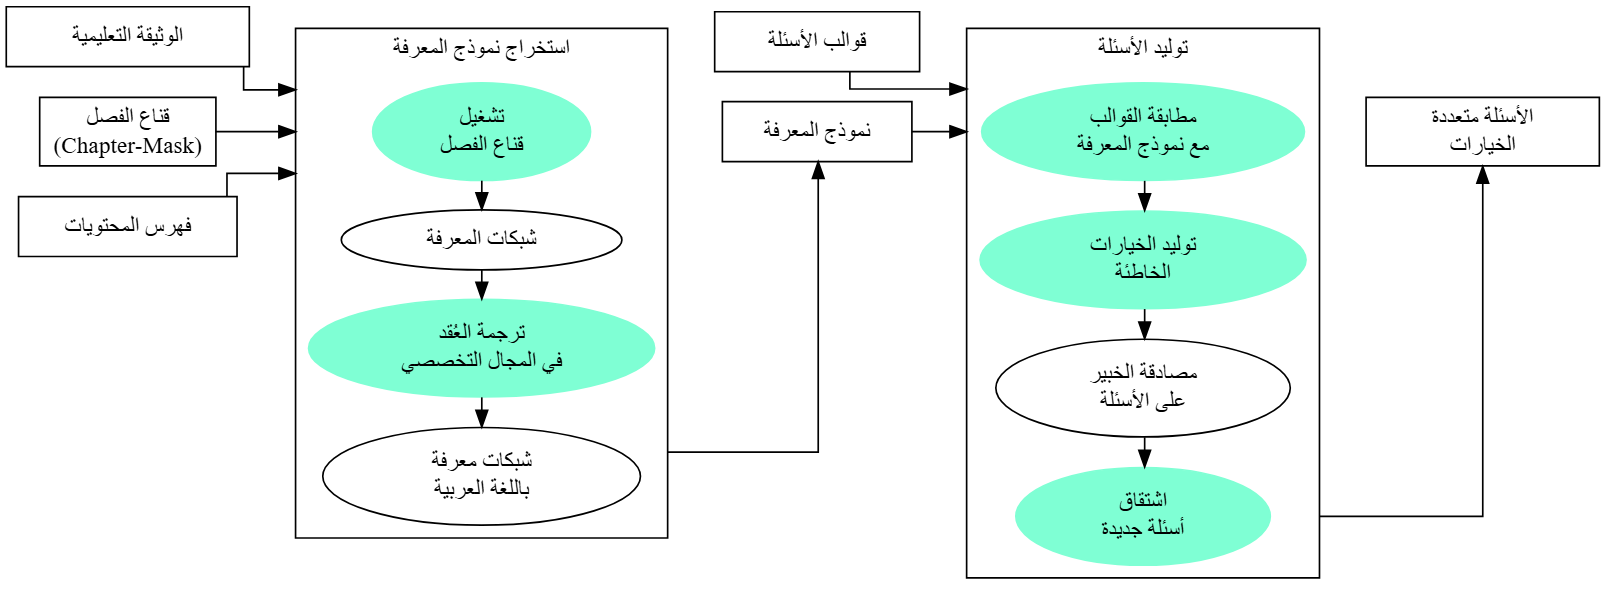 الوثيقة التعليمية
قناع الفصل
(Chapter-Mask)
فهرس المحتويات
استخراج نموذج المعرفة
تشغيل
قناع الفصل
شبكات المعرفة
ترجمة العُقد
في المجال التخصصي
شبكات معرفة
باللغة العربية
قوالب الأسئلة
نموذج المعرفة
توليد الأسئلة
مطابقة القوالب
مع نموذج المعرفة
توليد الخيارات
الخاطئة
مصادقة الخبير
على الأسئلة
اشتقاق
أسئلة جديدة
الأسئلة متعددة
الخيارات